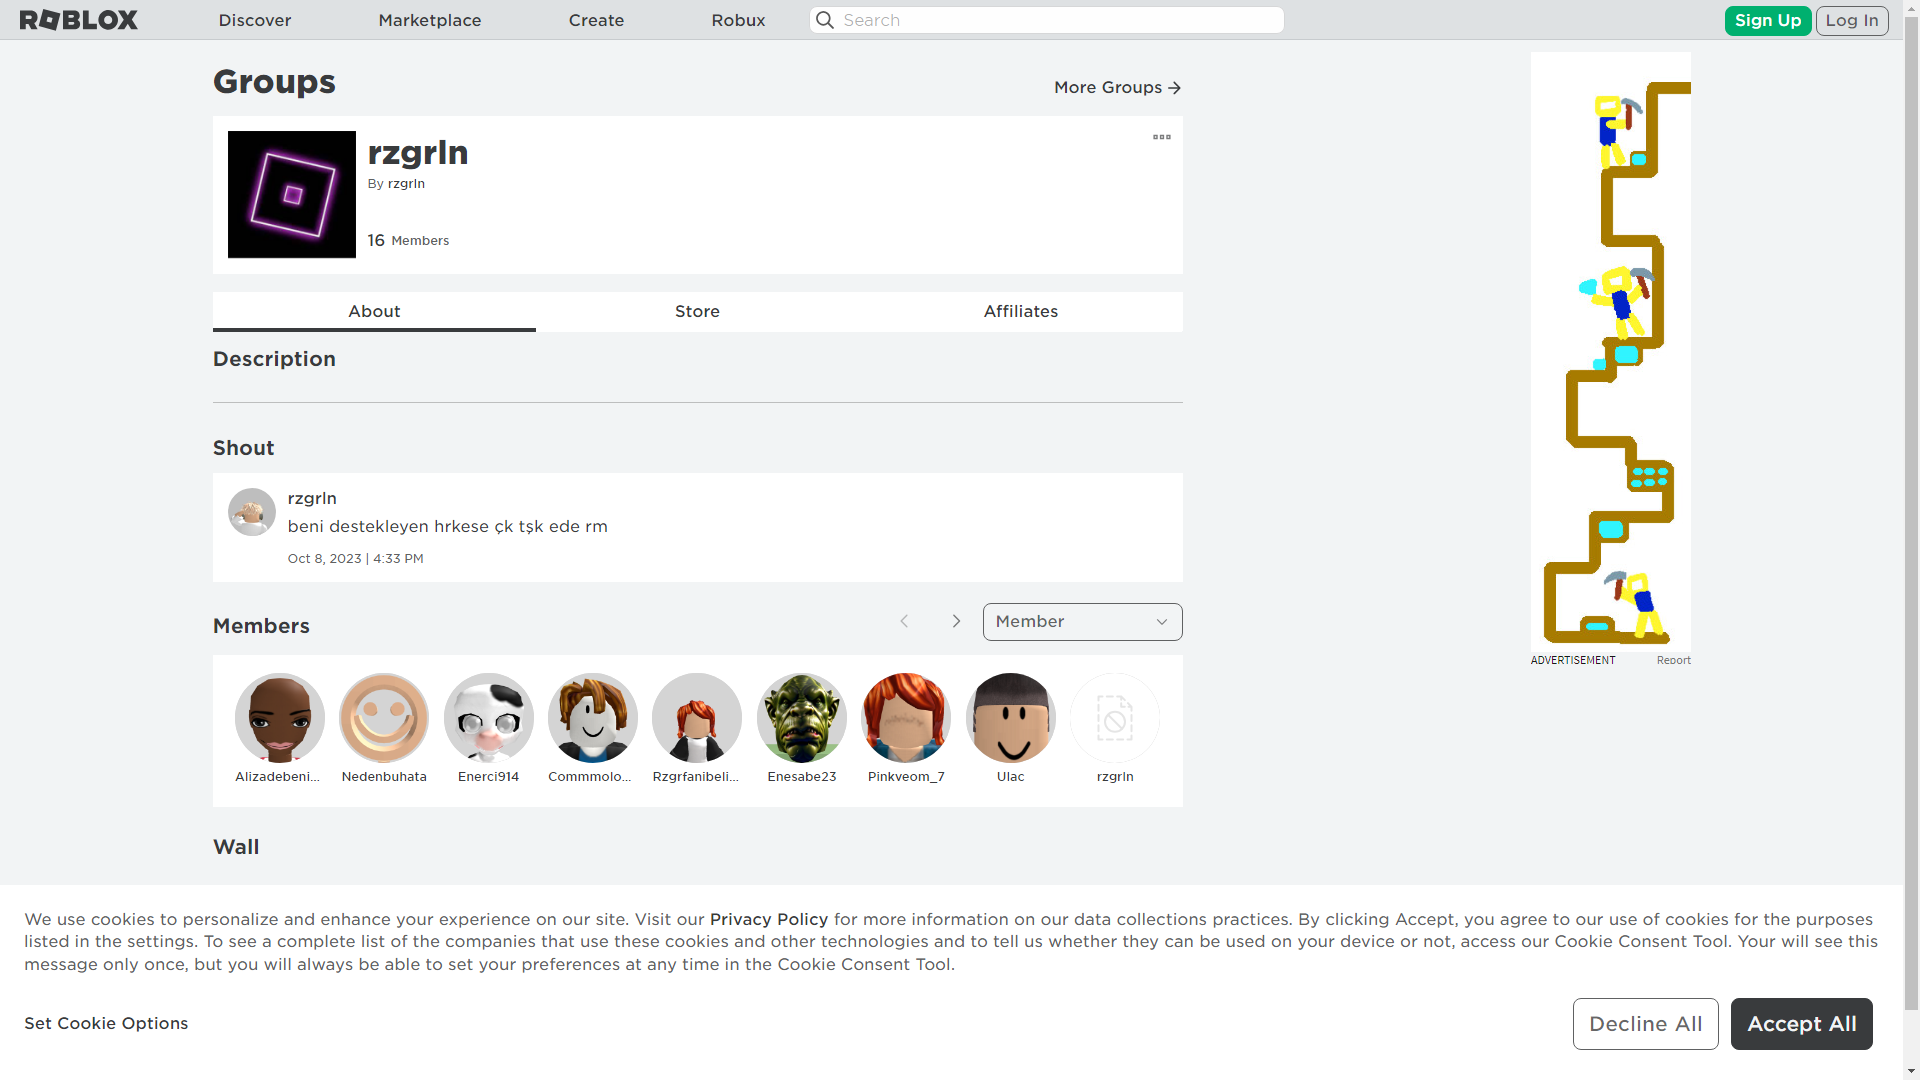 ROBLOX
Discover
Marketplace
Create
Robux
Search
Sign Up
Log In
Groups
More Groups
rzgrln
By rzgrln
16 Members
About
Store
Affiliates
Description
Shout
rzgrln
beni destekleyen hrkese çk tşk ede rm
Oct 8, 2023 | 4:33 PM
Members
Member
Alizadebeni...
Nedenbuhata
Enerci914
Commmolo...
Rzgrfanibeli...
Enesabe23
Pinkveom_7
Ulac
rzgrln
Wall
ADVERTISEMENT
Report
We use cookies to personalize and enhance your experience on our site. Visit our Privacy Policy for more information on our data collections practices. By clicking Accept, you agree to our use of cookies for the purposes
listed in the settings. To see a complete list of the companies that use these cookies and other technologies and to tell us whether they can be used on your device or not, access our Cookie Consent Tool. Your will see this
message only once, but you will always be able to set your preferences at any time in the Cookie Consent Tool.
Set Cookie Options
Decline All
Accept All